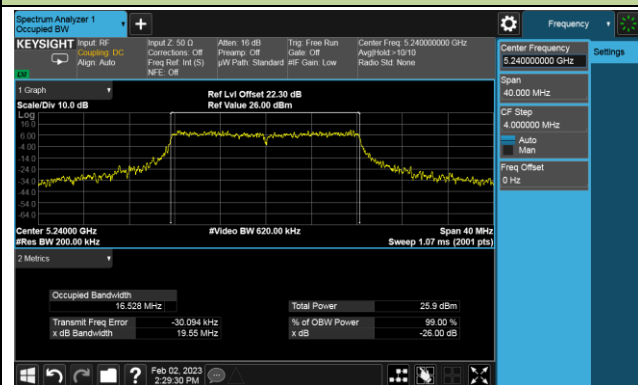 Spectrum Analyzer 1
Occupied BW
+
Frequency
KEYSIGHT
Input: RF
Coupling: DC
Align: Auto
Input Z: 50 Ω
Corrections: Off
Freq Ref: Int (S)
NFE: Off
Atten: 16 dB
Preamp: Off
µW Path: Standard
Trig: Free Run
Gate: Off
#IF Gain: Low
Center Freq: 5.240000000 GHz
Avg|Hold:>10/10
Radio Std: None
1 Graph
Scale/Div 10.0 dB
Ref Lvl Offset 22.30 dB
Ref Value 26.00 dBm
Log
16.0
6.00
-4.00
-14.0
-24.0
-34.0
-44.0
-54.0
-64.0
Center 5.24000 GHz
#Res BW 200.00 kHz
#Video BW 620.00 kHz
Span 40 MHz
Sweep 1.07 ms (2001 pts)
2 Metrics
Occupied Bandwidth
16.528 MHz
Total Power 25.9 dBm
Transmit Freq Error -30.094 kHz
% of OBW Power 99.00 %
x dB Bandwidth 19.55 MHz
x dB -26.00 dB
Center Frequency
5.240000000 GHz
Settings
Span
40.000 MHz
CF Step
4.000000 MHz
Auto
Man
Freq Offset
0 Hz
?
Feb 02, 2023
2:29:30 PM